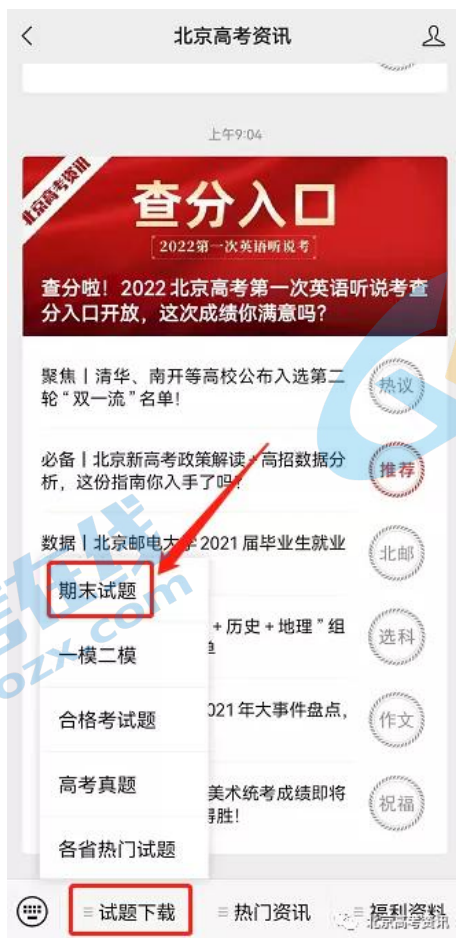 北京高考资讯
上午9:04
北京高考资讯
查分入口
2022第一次英语听说考
查分啦！2022北京高考第一次英语听说考查
分入口开放，这次成绩你满意吗？
聚焦丨清华、南开等高校公布入选第二
轮“双一流”名单！
热议
必备丨北京新高考政策解读+高招数据分
析，这份指南你入手了吗？
推荐
数据丨北京邮电大学2021届毕业生就业
北邮
期末试题
+历史+地理”组
选科
一模二模
合格考试题
021年大事件盘点，
作文
高考真题
美术统考成绩即将
得胜！
祝福
各省热门试题
试题下载
热门资讯
福利资料
北京高考资讯